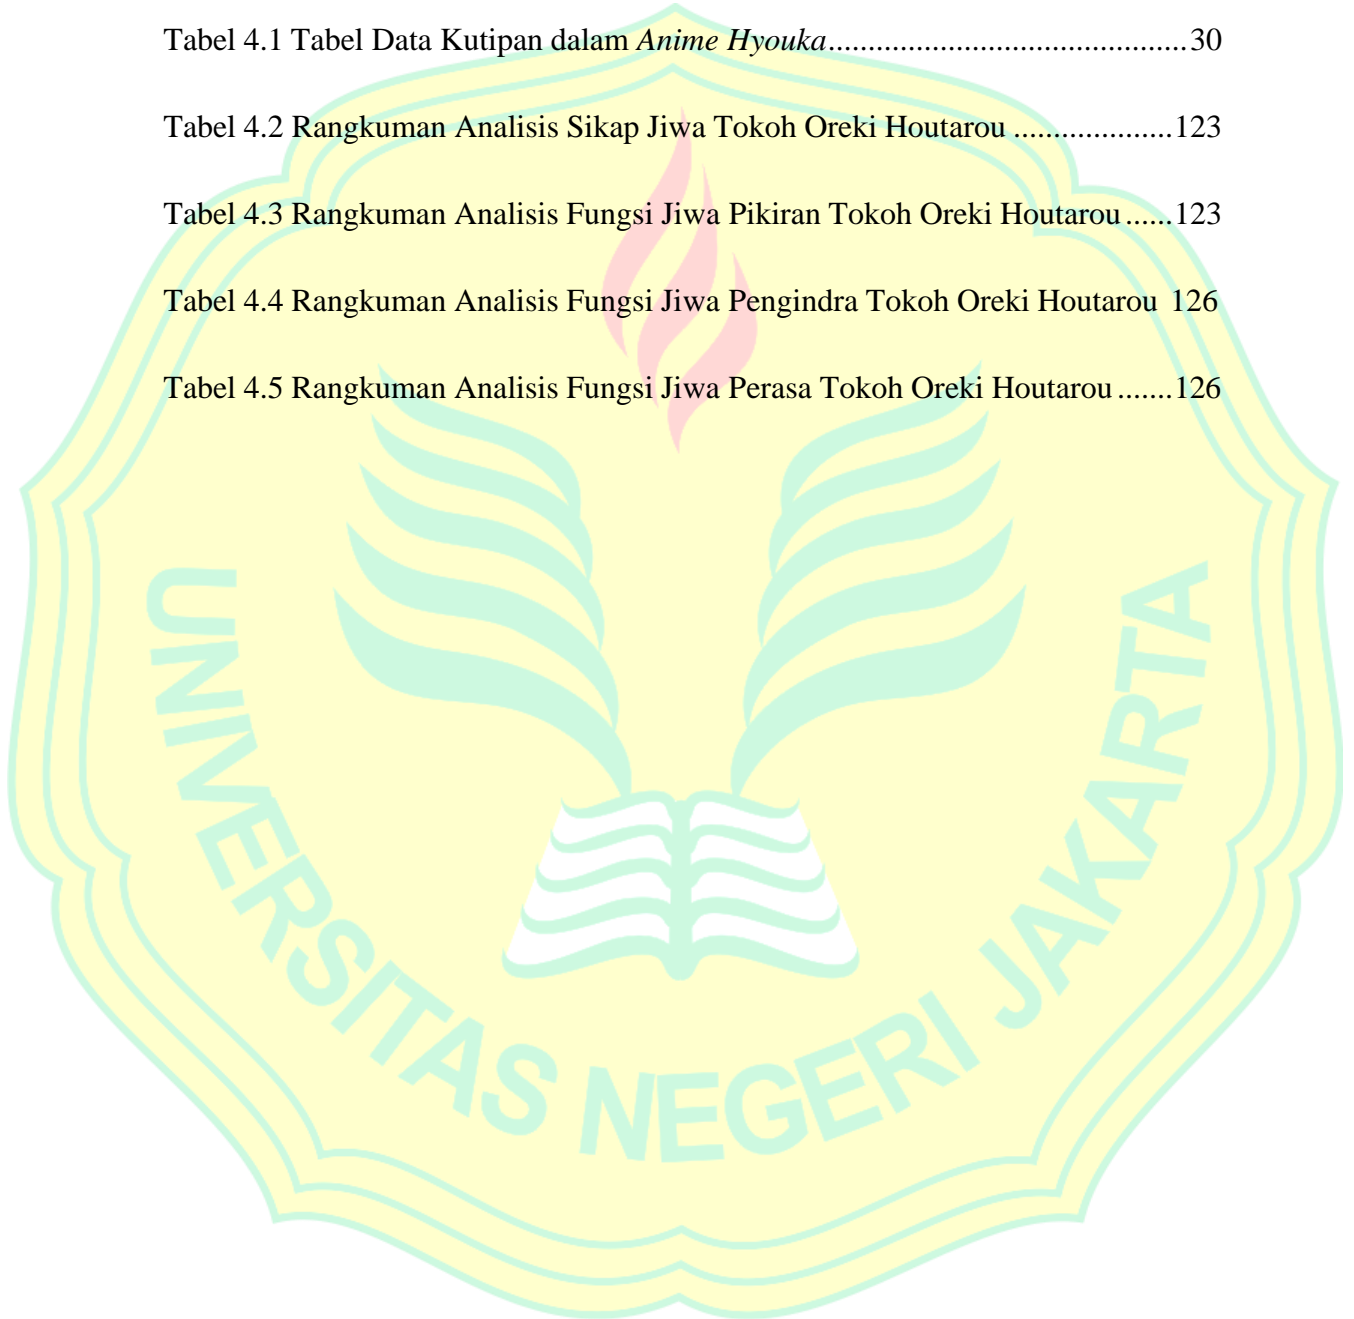 Tabel 4.1 Tabel Data Kutipan dalam Anime Hyouka.............................................30
Tabel 4.2 Rangkuman Analisis Sikap Jiwa Tokoh Oreki Houtarou ....................123
Tabel 4.3 Rangkuman Analisis Fungsi Jiwa Pikiran Tokoh Oreki Houtarou ......123
Tabel 4.4 Rangkuman Analisis Fungsi Jiwa Pengindra Tokoh Oreki Houtarou 126
Tabel 4.5 Rangkuman Analisis Fungsi Jiwa Perasa Tokoh Oreki Houtarou .......126
UNIVERSITAS NEGERI JAKARTA